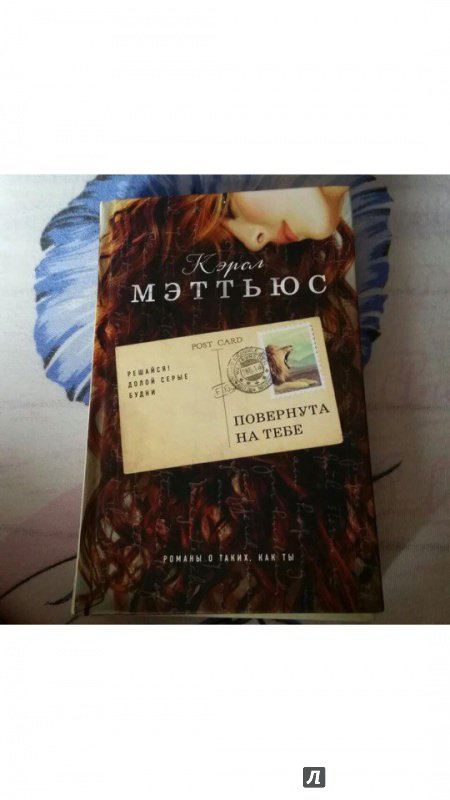 Кэрол
МЭТТЬЮС
POST CARD
РЕШАЙСЯ!
ДОЛОЙ СЕРЫЕ
БУДНИ
ПОВЕРНУТА
НА ТЕБЕ
РОМАНЫ О ТАКИХ, КАК ТЫ
Л